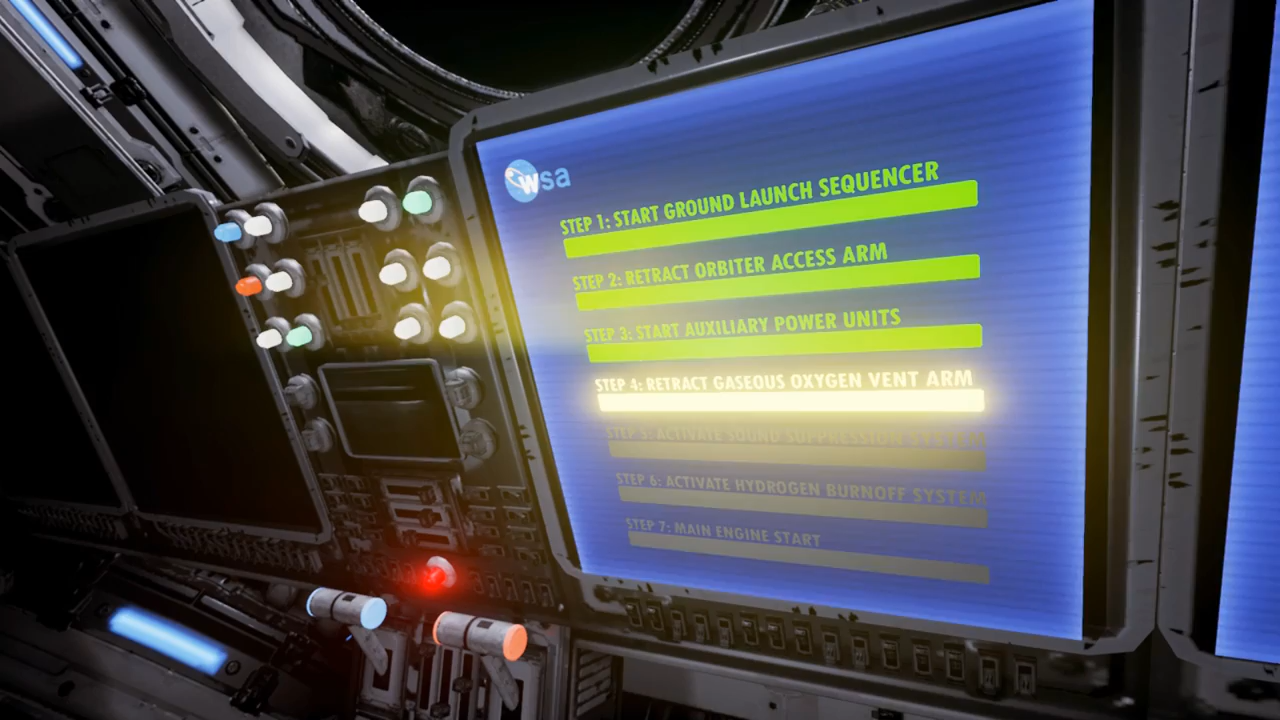 wsa
STEP 1: START GROUND LAUNCH SEQUENCER
STEP 2: RETRACT ORBITER ACCESS ARM
STEP 3: START AUXILIARY POWER UNITS
STEP 4: RETRACT GASEOUS OXYGEN VENT ARM
STEP 5: ACTIVATE SOUND SUPPRESSION SYSTEM
STEP 6: ACTIVATE HYDROGEN BURNOFF SYSTEM
STEP 7: MAIN ENGINE START